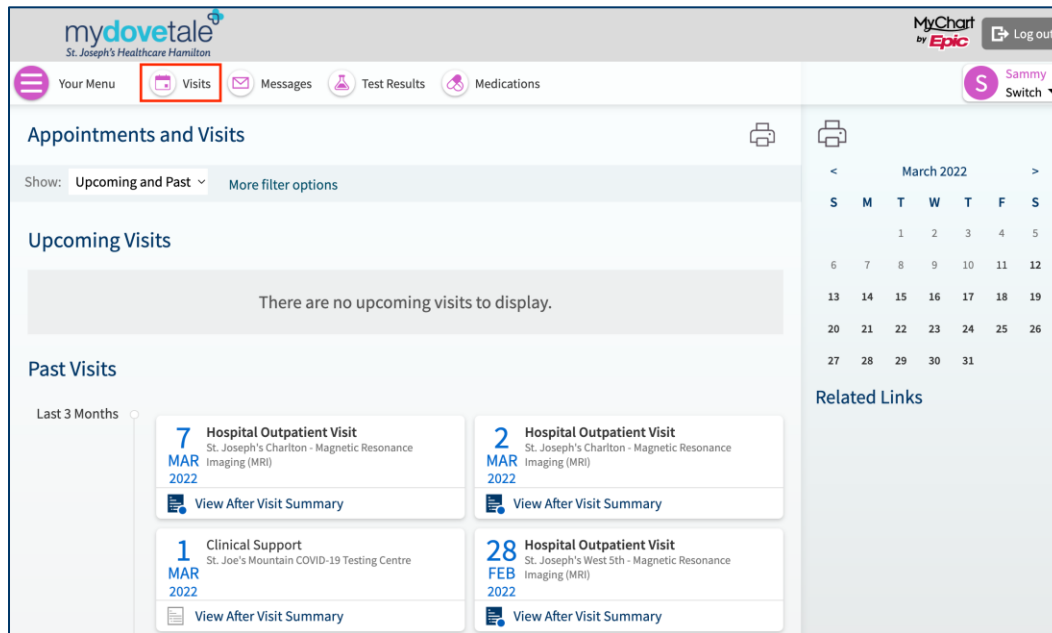 mydovetale
St. Joseph's Healthcare Hamilton
MyChart
by Epic
Log out
Your Menu
Visits
Messages
Test Results
Medications
S
Sammy
Switch
Appointments and Visits
Show: Upcoming and Past
More filter options
Upcoming Visits
There are no upcoming visits to display.
Past Visits
Last 3 Months
7
MAR
2022
Hospital Outpatient Visit
St. Joseph's Charlton - Magnetic Resonance
Imaging (MRI)
View After Visit Summary
2
MAR
2022
Hospital Outpatient Visit
St. Joseph's Charlton - Magnetic Resonance
Imaging (MRI)
View After Visit Summary
1
MAR
2022
Clinical Support
St. Joe's Mountain COVID-19 Testing Centre
View After Visit Summary
28
FEB
2022
Hospital Outpatient Visit
St. Joseph's West 5th - Magnetic Resonance
Imaging (MRI)
View After Visit Summary
< March 2022 >
S M T W T F S
1 2 3 4 5
6 7 8 9 10 11 12
13 14 15 16 17 18 19
20 21 22 23 24 25 26
27 28 29 30 31
Related Links